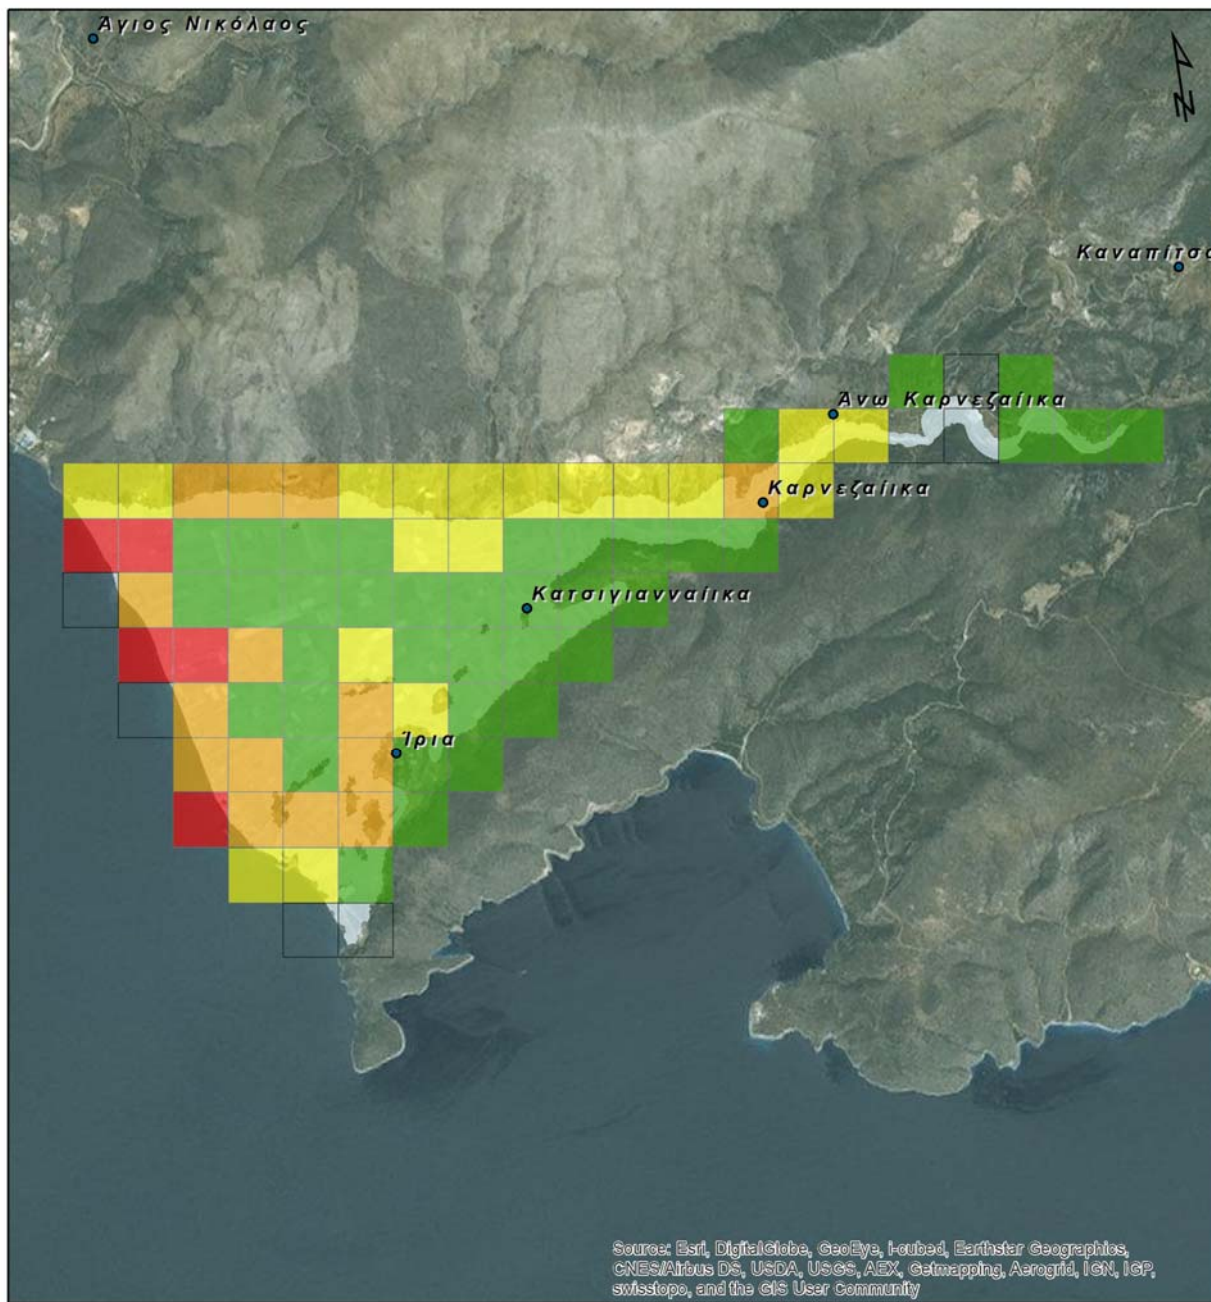 Άγιος Νικόλαος
Καναπίτσα
Άνω Καρνεζαίικα
Καρνεζαίικα
Κατσιγιανναίικα
Ίρια
Source: Esri, DigitalGlobe, GeoEye, i-cubed, Earthstar Geographics,
CNES/Airbus DS, USDA, USGS, AEX, Getmapping, Aerogrid, IGN, IGP,
swisstopo, and the GIS User Community